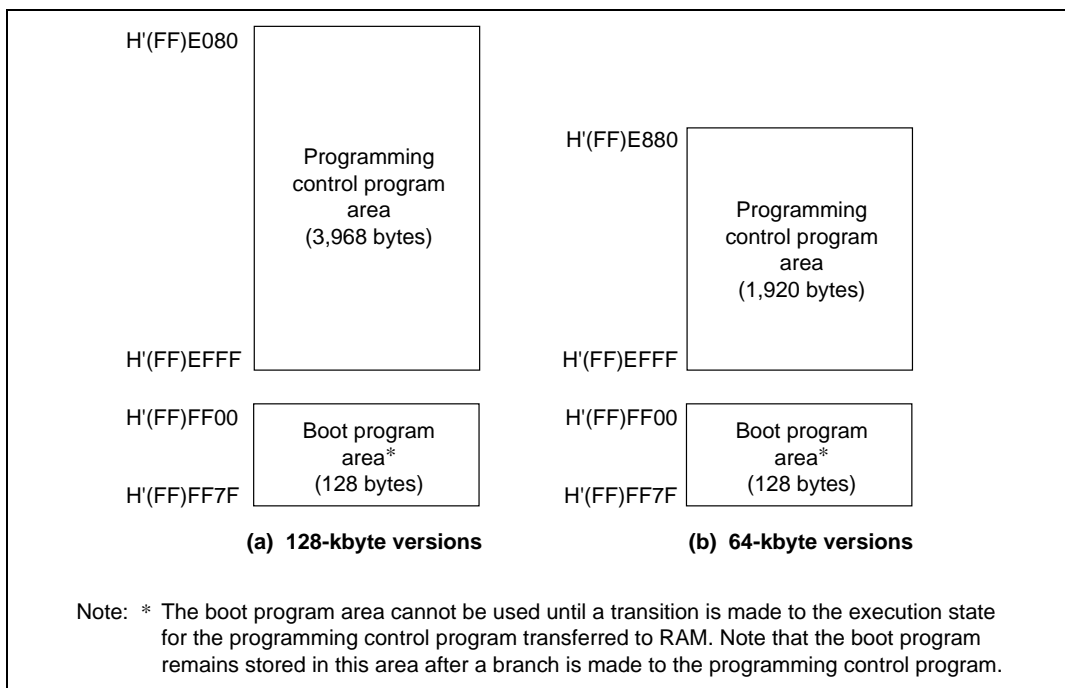 H'(FF)E080
Programming
control program
area
(3,968 bytes)
H'(FF)EFFF
H'(FF)FF00
Boot program
area*
(128 bytes)
H'(FF)FF7F
(a) 128-kbyte versions
H'(FF)E880
Programming
control program
area
(1,920 bytes)
H'(FF)EFFF
H'(FF)FF00
Boot program
area*
(128 bytes)
H'(FF)FF7F
(b) 64-kbyte versions
Note: * The boot program area cannot be used until a transition is made to the execution state
for the programming control program transferred to RAM. Note that the boot program
remains stored in this area after a branch is made to the programming control program.